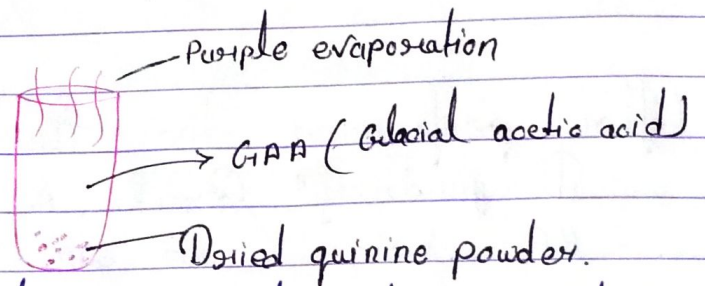 Purple evaporation
GAA (Glacial acetic acid)
Dried quinine powder.